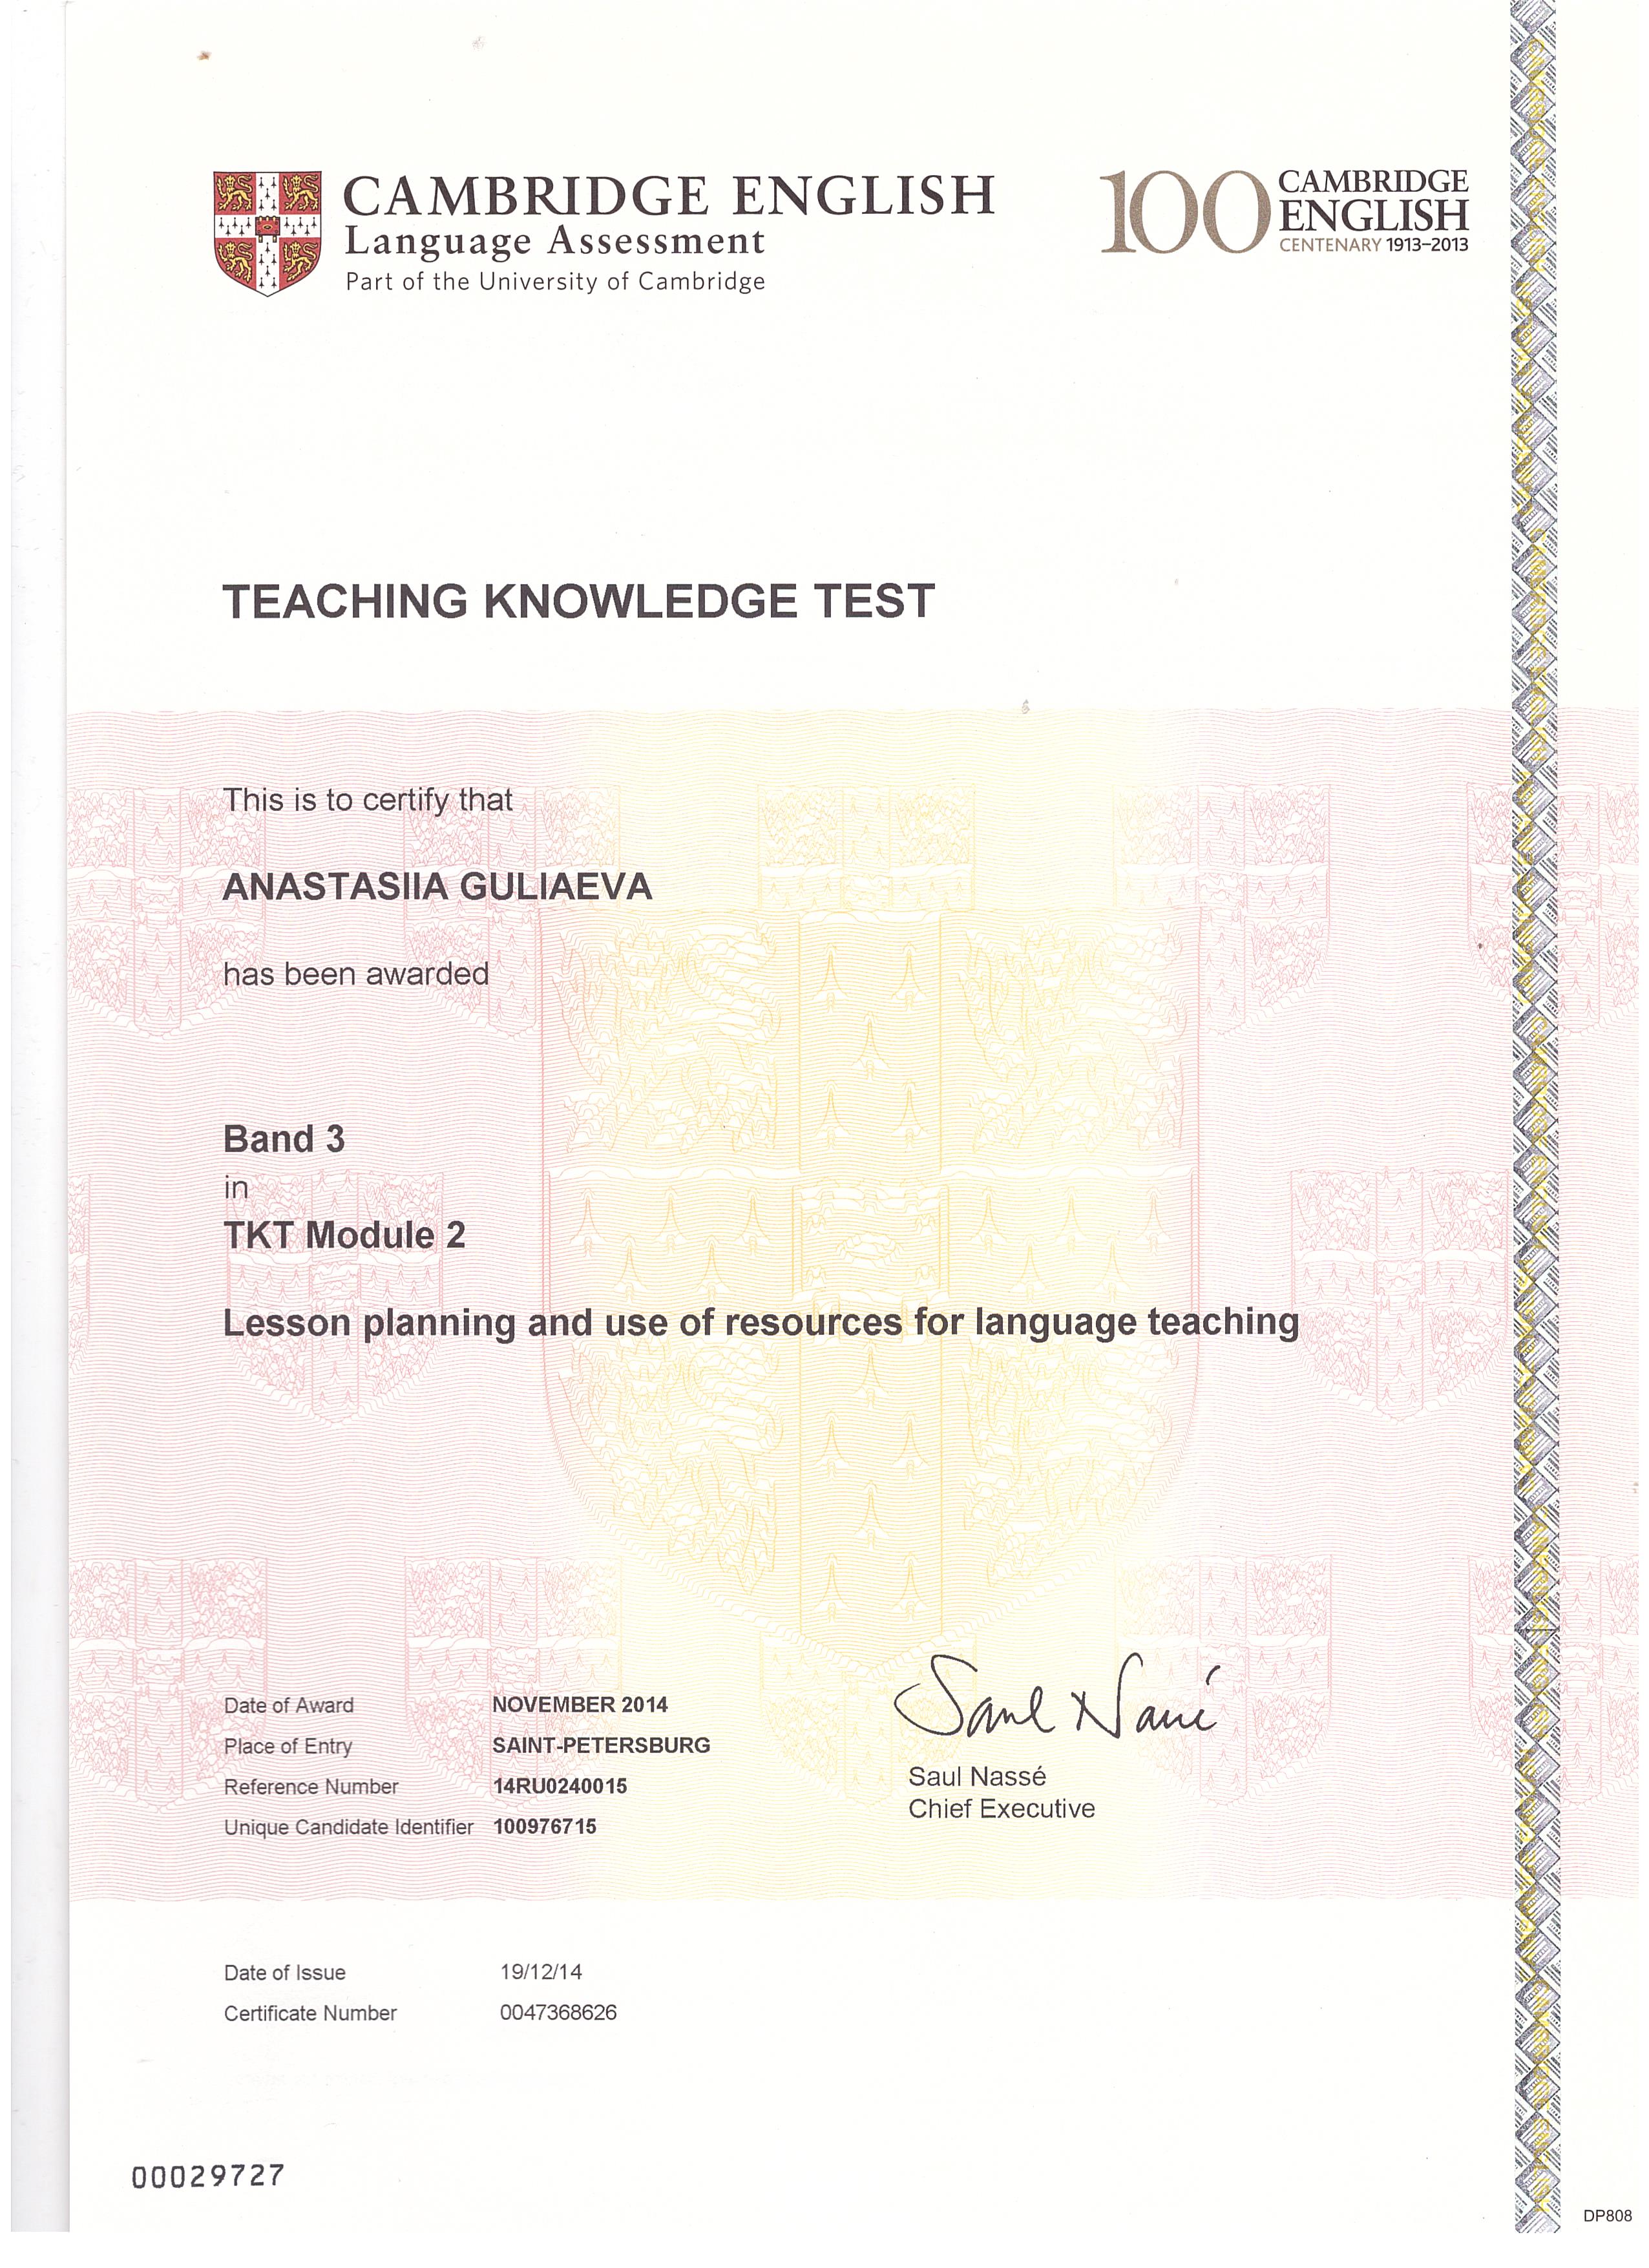 CAMBRIDGE ENGLISH
Language Assessment
Part of the University of Cambridge
100 CAMBRIDGE
ENGLISH
CENTENARY 1913–2013
TEACHING KNOWLEDGE TEST
This is to certify that
ANASTASIIA GULIAEVA
has been awarded
Band 3
in
TKT Module 2
Lesson planning and use of resources for language teaching
Date of Award NOVEMBER 2014
Place of Entry SAINT-PETERSBURG
Reference Number 14RU0240015
Unique Candidate Identifier 100976715
Saul Nassé
Saul Nassé
Chief Executive
Date of Issue 19/12/14
Certificate Number 0047368626
00029727
DP808